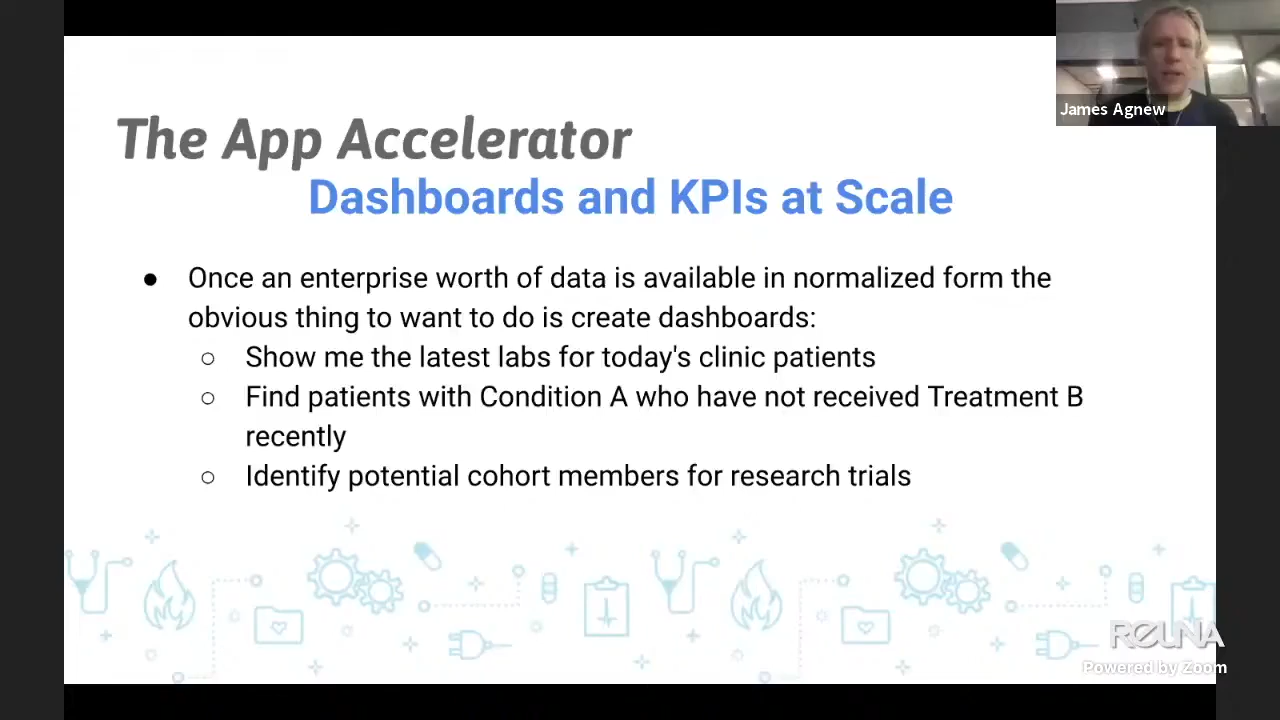 James Agnew
The App Accelerator
Dashboards and KPIs at Scale
● Once an enterprise worth of data is available in normalized form the
obvious thing to want to do is create dashboards:
○ Show me the latest labs for today's clinic patients
○ Find patients with Condition A who have not received Treatment B
recently
○ Identify potential cohort members for research trials
REUNA
Powered by Zoom